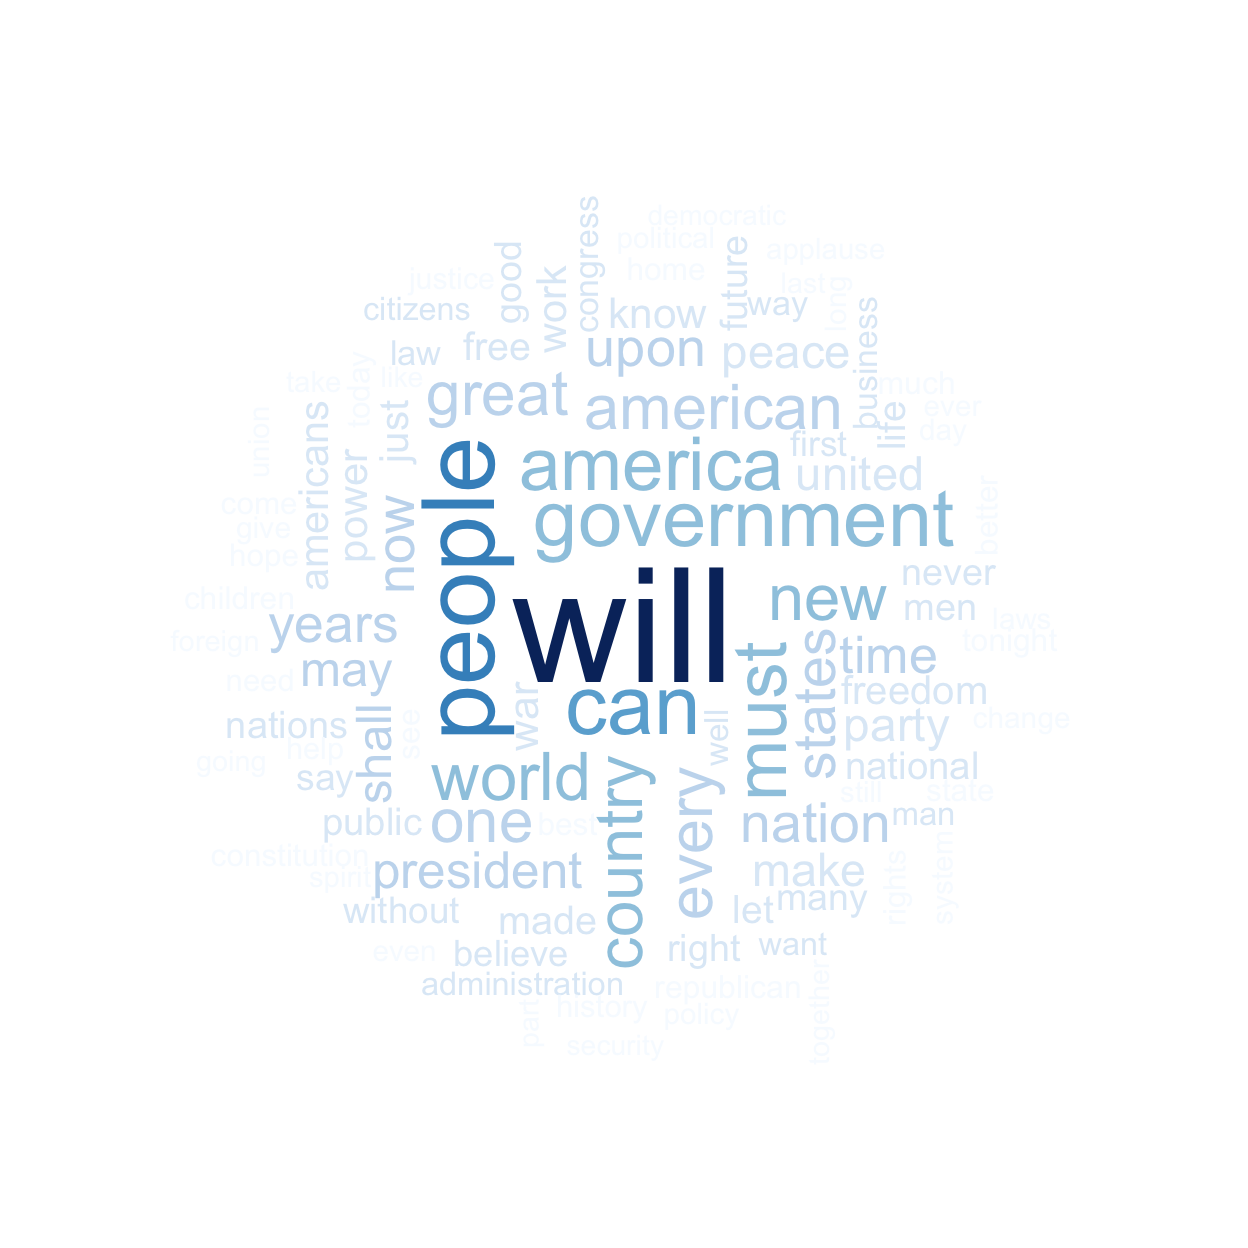 democratic
political
applause
congress
good
future
home
justice
work
last
long
citizens
know
way
business
law
free
upon
peace
take
today
like
great
american
much
life
ever
day
union
americans
just
people
america
first
united
power
come
give
now
government
better
hope
will
never
children
new
men
years
laws
foreign
may
must
states
time
tonight
need
can
war
freedom
nations
shall
see
well
party
change
help
going
say
world
country
every
national
still
state
public
one
best
nation
man
constitution
spirit
president
make
rights
system
without
made
let
many
even
believe
right
want
administration
republican
together
part
history
policy
security